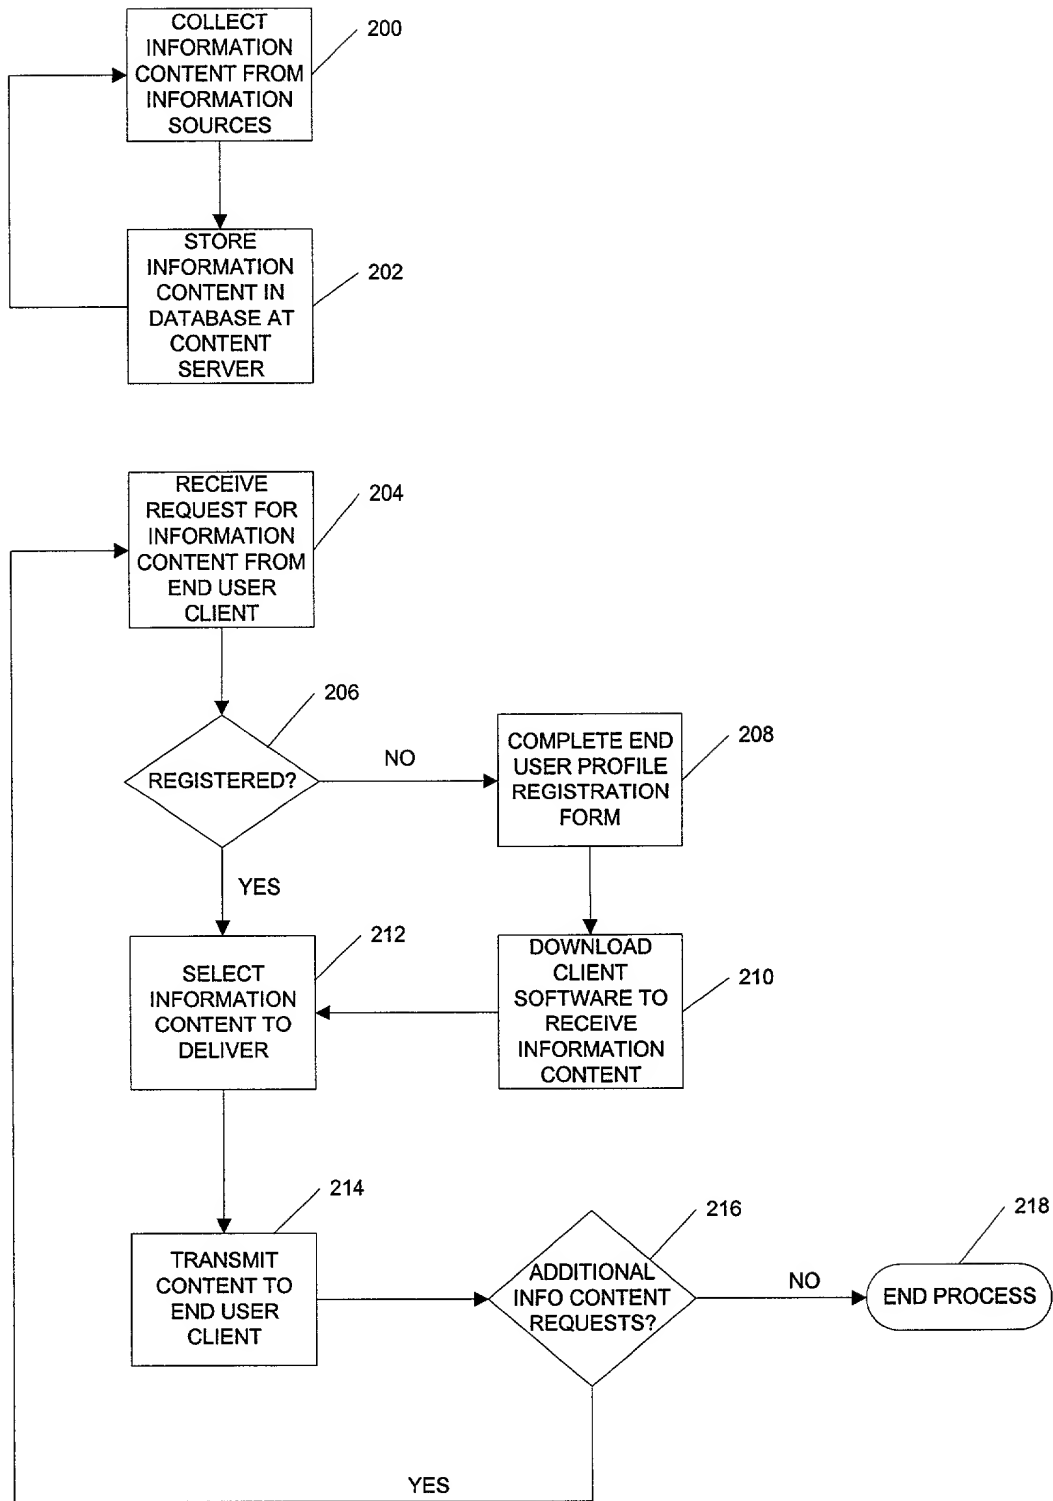 COLLECT
INFORMATION
CONTENT FROM
INFORMATION
SOURCES
200
STORE
INFORMATION
CONTENT IN
DATABASE AT
CONTENT
SERVER
202
RECEIVE
REQUEST FOR
INFORMATION
CONTENT FROM
END USER
CLIENT
204
REGISTERED?
206
NO
COMPLETE END
USER PROFILE
REGISTRATION
FORM
208
YES
DOWNLOAD
CLIENT
SOFTWARE TO
RECEIVE
INFORMATION
CONTENT
210
SELECT
INFORMATION
CONTENT TO
DELIVER
212
TRANSMIT
CONTENT TO
END USER
CLIENT
214
ADDITIONAL
INFO CONTENT
REQUESTS?
216
NO
END PROCESS
218
YES